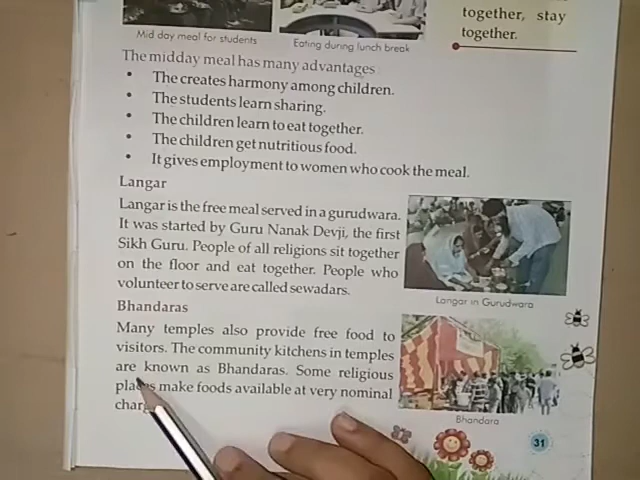 together, stay
together.
Mid day meal for students
Eating during lunch break
The midday meal has many advantages
• The creates harmony among children.
• The students learn sharing.
• The children learn to eat together.
• The children get nutritious food.
• It gives employment to women who cook the meal.
Langar
Langar is the free meal served in a gurudwara.
It was started by Guru Nanak Devji, the first
Sikh Guru. People of all religions sit together
on the floor and eat together. People who
volunteer to serve are called sewadars.
Langar in Gurudwara
Bhandaras
Many temples also provide free food to
visitors. The community kitchens in temples
are known as Bhandaras. Some religious
make foods available at very nominal
Bhandara
31